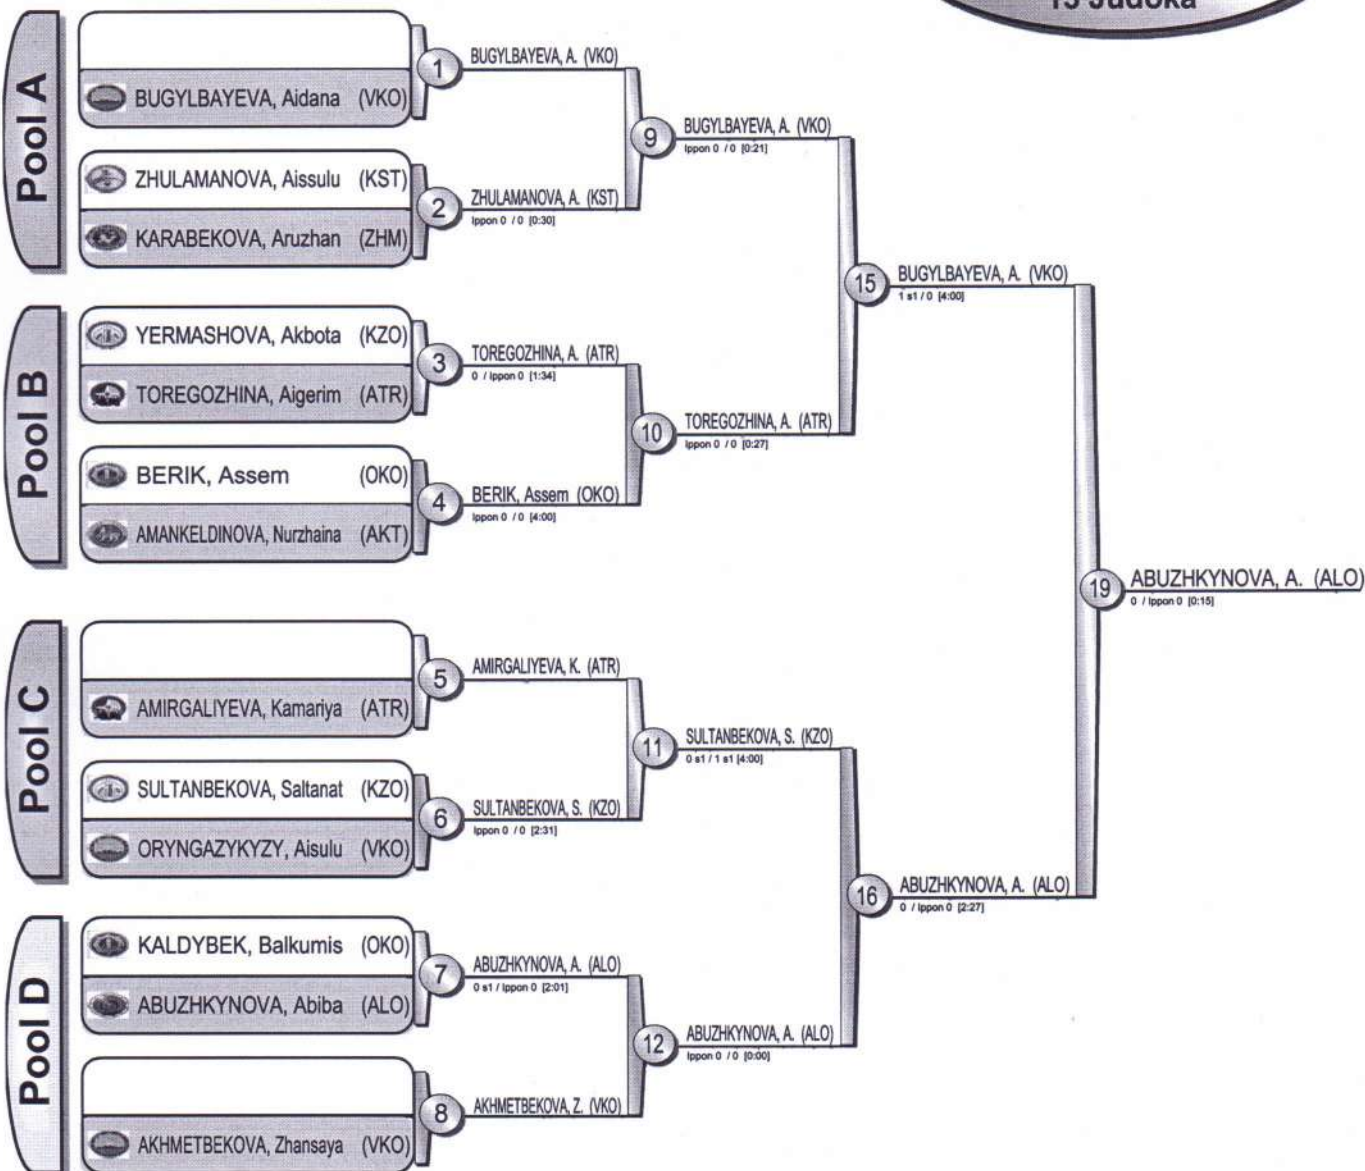 13 Judoka
Pool A
BUGYLBAYEVA, Aidana (VKO)
ZHULAMANOVA, Aissulu (KST)
KARABEKOVA, Aruzhan (ZHM)
Pool B
YERMASHOVA, Akbota (KZO)
TOREGOZHINA, Aigerim (ATR)
BERIK, Assem (OKO)
AMANKELDINOVA, Nurzhaina (AKT)
Pool C
AMIRGALIYEVA, Kamariya (ATR)
SULTANBEKOVA, Saltanat (KZO)
ORYNGAZYKYZY, Aisulu (VKO)
Pool D
KALDYBEK, Balkumis (OKO)
ABUZHKYNOVA, Abiba (ALO)
AKHMETBEKOVA, Zhansaya (VKO)
1
BUGYLBAYEVA, A. (VKO)
2
ZHULAMANOVA, A. (KST)
Ippon 0 / 0 [0:30]
3
TOREGOZHINA, A. (ATR)
0 / Ippon 0 [1:34]
4
BERIK, Assem (OKO)
Ippon 0 / 0 [4:00]
5
AMIRGALIYEVA, K. (ATR)
6
SULTANBEKOVA, S. (KZO)
Ippon 0 / 0 [2:31]
7
ABUZHKYNOVA, A. (ALO)
0 s1 / Ippon 0 [2:01]
8
AKHMETBEKOVA, Z. (VKO)
9
BUGYLBAYEVA, A. (VKO)
Ippon 0 / 0 [0:21]
10
TOREGOZHINA, A. (ATR)
Ippon 0 / 0 [0:27]
11
SULTANBEKOVA, S. (KZO)
0 s1 / 1 s1 [4:00]
12
ABUZHKYNOVA, A. (ALO)
Ippon 0 / 0 [0:00]
15
BUGYLBAYEVA, A. (VKO)
1 s1 / 0 [4:00]
16
ABUZHKYNOVA, A. (ALO)
0 / Ippon 0 [2:27]
19
ABUZHKYNOVA, A. (ALO)
0 / Ippon 0 [0:15]